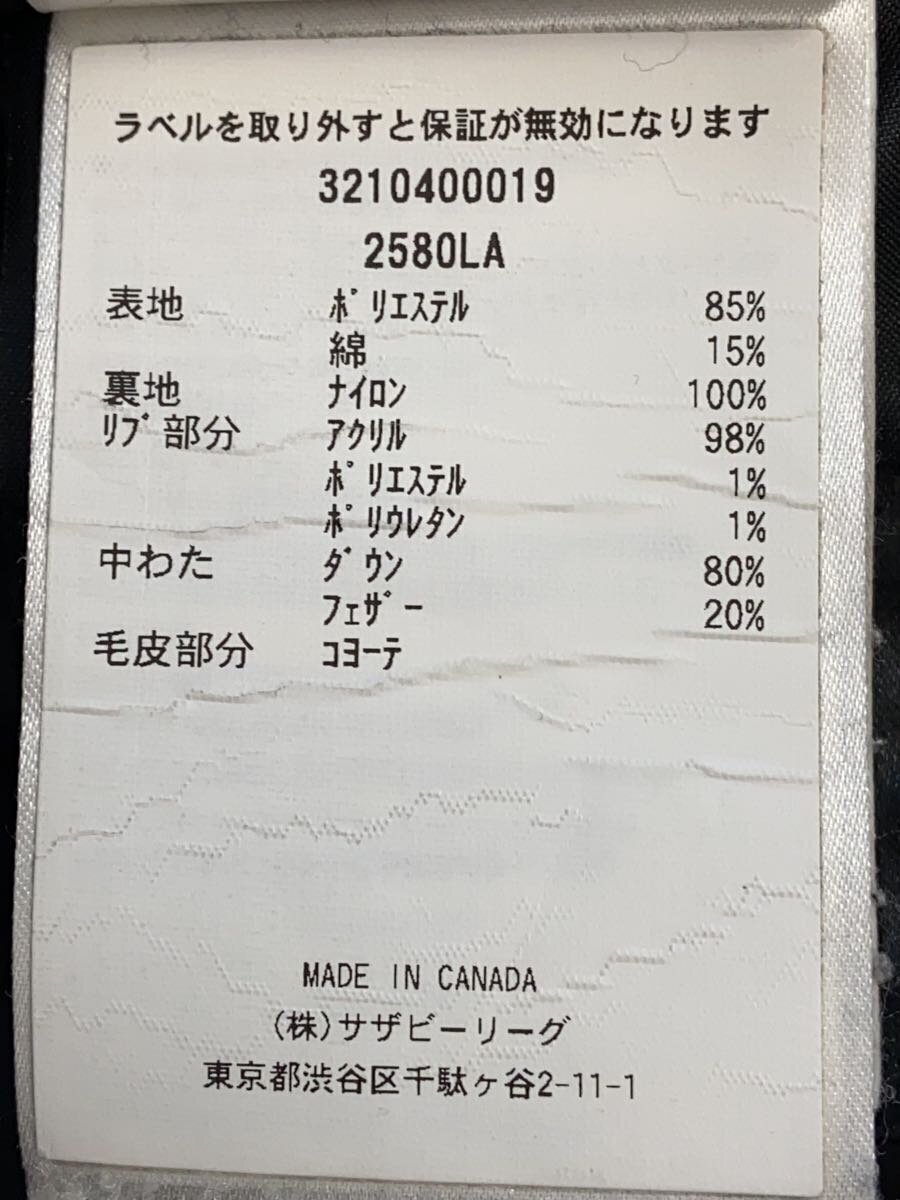 ラベルを取り外すと保証が無効になります
3210400019
2580LA
表地 ﾎﾟﾘｴｽﾃﾙ 85%
綿 15%
裏地 ﾅｲﾛﾝ 100%
ﾘﾌﾞ部分 ｱｸﾘﾙ 98%
ﾎﾟﾘｴｽﾃﾙ 1%
ﾎﾟﾘｳﾚﾀﾝ 1%
中わた ﾀﾞｳﾝ 80%
ﾌｪｻﾞｰ 20%
毛皮部分 ｺﾖｰﾃ
MADE IN CANADA
(株)サザビーリーグ
東京都渋谷区千駄ヶ谷2-11-1